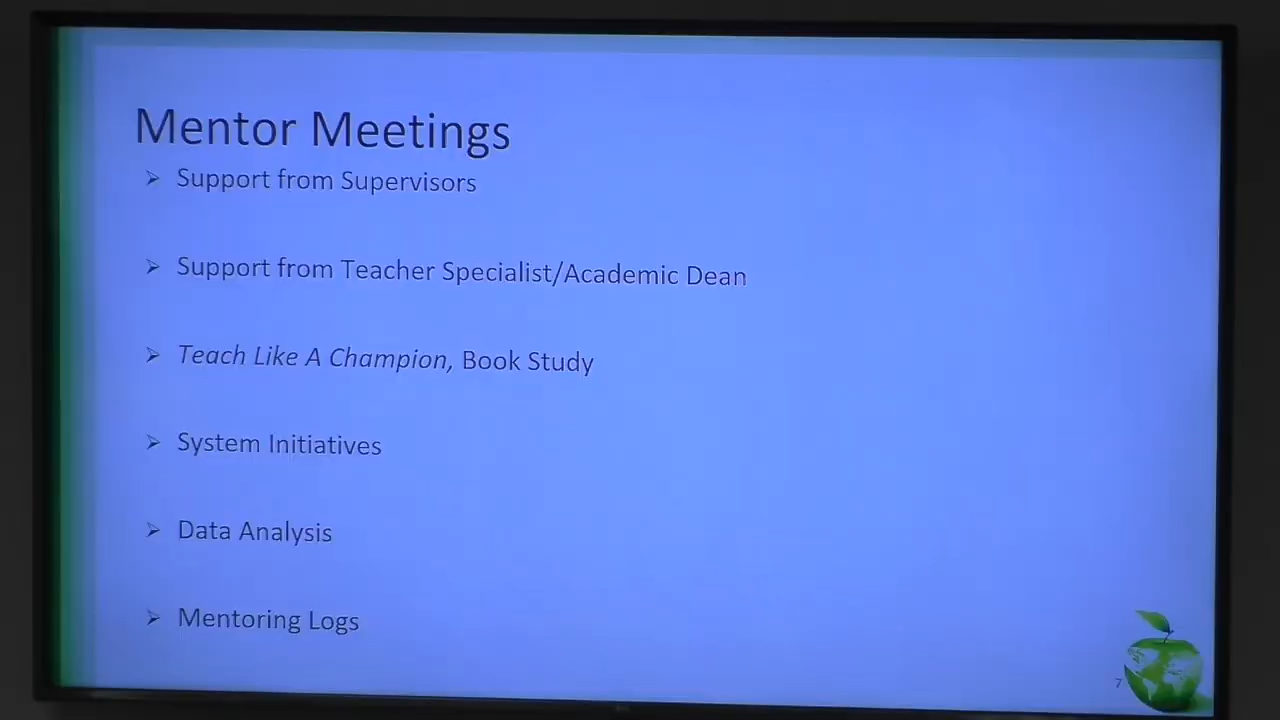 Mentor Meetings
➢ Support from Supervisors
➢ Support from Teacher Specialist/Academic Dean
➢ Teach Like A Champion, Book Study
➢ System Initiatives
➢ Data Analysis
➢ Mentoring Logs
7